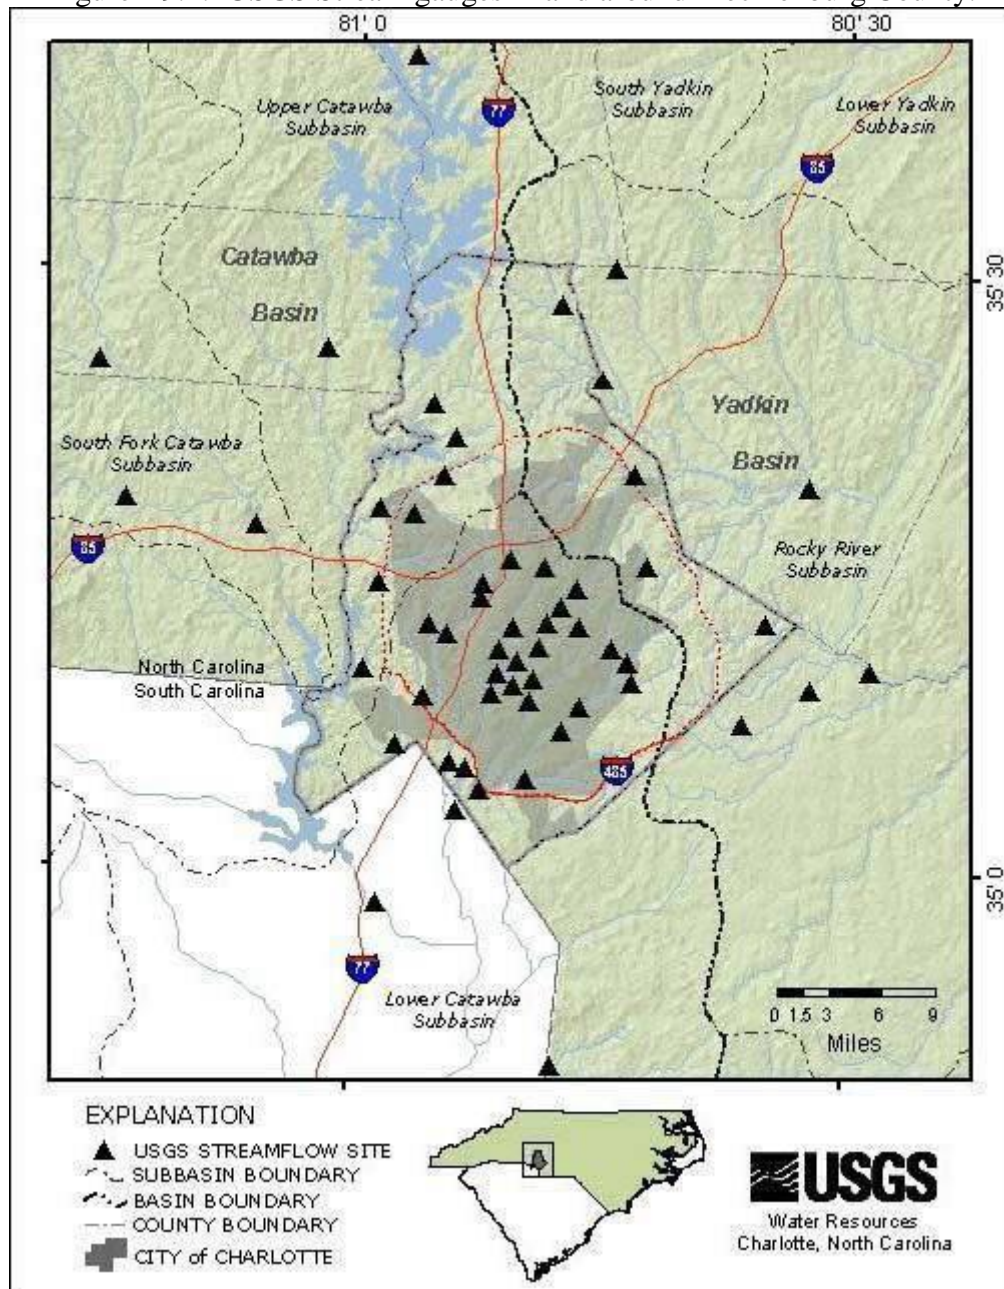 81° 0
80° 30
77
South Yadkin
Subbasin
Upper Catawba
Subbasin
Lower Yadkin
Subbasin
85
Catawba
Basin
35° 30
Yadkin
Basin
South Fork Catawba
Subbasin
85
Rocky River
Subbasin
North Carolina
South Carolina
485
35° 0
77
Lower Catawba
Subbasin
0 1.5 3 6 9
Miles
EXPLANATION
USGS STREAMFLOW SITE
SUBBASIN BOUNDARY
BASIN BOUNDARY
COUNTY BOUNDARY
CITY of CHARLOTTE
USGS
Water Resources
Charlotte, North Carolina